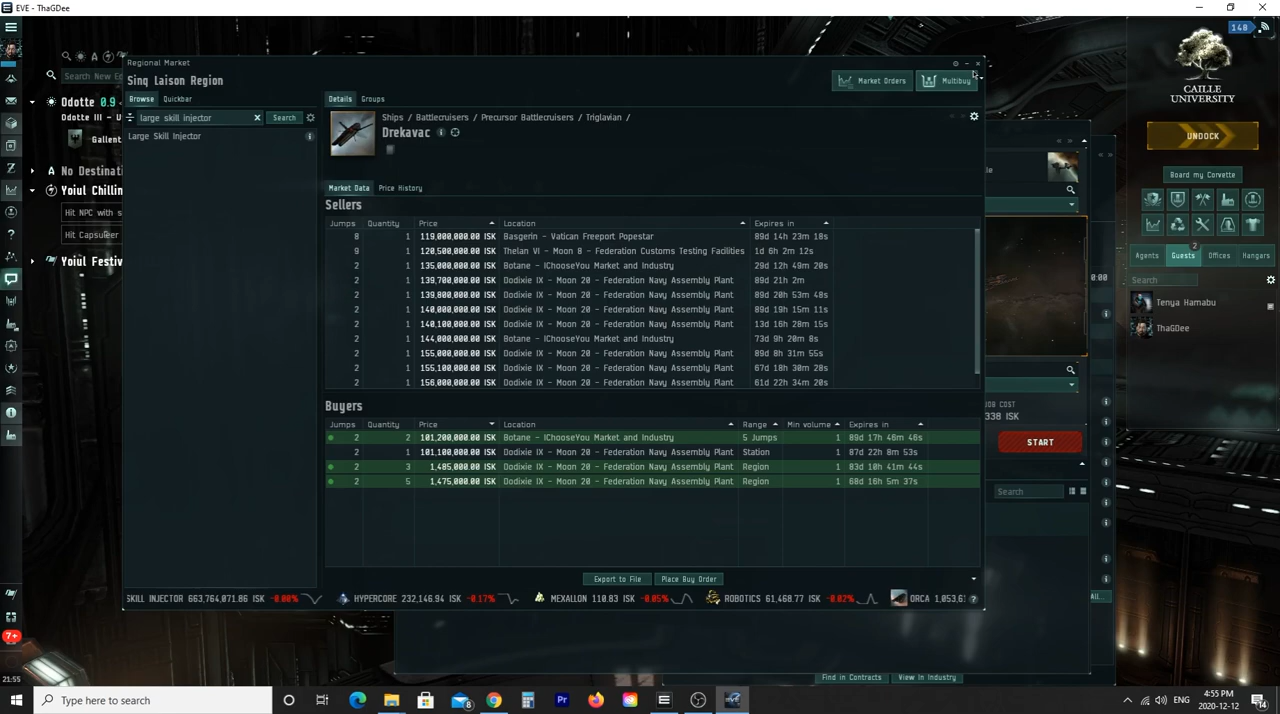 EVE - ThaGDee
Regional Market
Sinq Laison Region
Market Orders
Multibuy
Browse
Quickbar
large skill injector
Search
Large Skill Injector
Details
Groups
Ships / Battlecruisers / Precursor Battlecruisers / Triglavian /
Drekavac
Market Data
Price History
Sellers
Jumps Quantity Price Location Expires in
8 1 119,000,000.00 ISK Basgerin - Vatican Freeport Popestar 89d 14h 23m 18s
9 1 120,500,000.00 ISK Thelan VI - Moon 8 - Federation Customs Testing Facilities 1d 6h 2m 12s
2 1 135,000,000.00 ISK Botane - IChooseYou Market and Industry 29d 12h 49m 20s
2 1 139,700,000.00 ISK Dodixie IX - Moon 20 - Federation Navy Assembly Plant 89d 21h 2m
2 1 139,800,000.00 ISK Dodixie IX - Moon 20 - Federation Navy Assembly Plant 89d 20h 53m 48s
2 1 140,000,000.00 ISK Dodixie IX - Moon 20 - Federation Navy Assembly Plant 89d 19h 15m 11s
2 1 140,100,000.00 ISK Dodixie IX - Moon 20 - Federation Navy Assembly Plant 13d 16h 28m 15s
2 1 144,000,000.00 ISK Botane - IChooseYou Market and Industry 73d 9h 20m 8s
2 1 155,000,000.00 ISK Dodixie IX - Moon 20 - Federation Navy Assembly Plant 89d 8h 31m 55s
2 1 155,100,000.00 ISK Dodixie IX - Moon 20 - Federation Navy Assembly Plant 67d 18h 30m 28s
2 1 156,000,000.00 ISK Dodixie IX - Moon 20 - Federation Navy Assembly Plant 61d 22h 34m 20s
Buyers
Jumps Quantity Price Location Range Min volume Expires in
2 2 101,200,000.00 ISK Botane - IChooseYou Market and Industry 5 Jumps 1 89d 17h 46m 48s
2 1 101,100,000.00 ISK Dodixie IX - Moon 20 - Federation Navy Assembly Plant Station 1 87d 22h 8m 53s
2 3 1,485,000.00 ISK Dodixie IX - Moon 20 - Federation Navy Assembly Plant Region 1 83d 10h 41m 44s
2 5 1,475,000.00 ISK Dodixie IX - Moon 20 - Federation Navy Assembly Plant Region 1 68d 16h 5m 37s
Export to File
Place Buy Order
SKILL INJECTOR 663,764,071.86 ISK -0.00% HYPERCORE 232,146.94 ISK -0.17% MEXALLON 110.83 ISK -0.05% ROBOTICS 61,468.77 ISK -0.02% ORCA 1,053,6
Search New Ed
Odotte 0.9
Odotte III - U
Gallent
No Destinat
Yoiul Chillin
Hit NPC with s
Hit Capsuleer
Yoiul Festiv
7+
21:55
JOB COST
338 ISK
START
Search
0:00
All...
Find in Contracts
View In Industry
148
CAILLE
UNIVERSITY
UNDOCK
Board my Corvette
2
Agents
Guests
Offices
Hangars
Search
Tenya Hamabu
ThaGDee
Type here to search
8
ENG
4:55 PM
2020-12-12
14